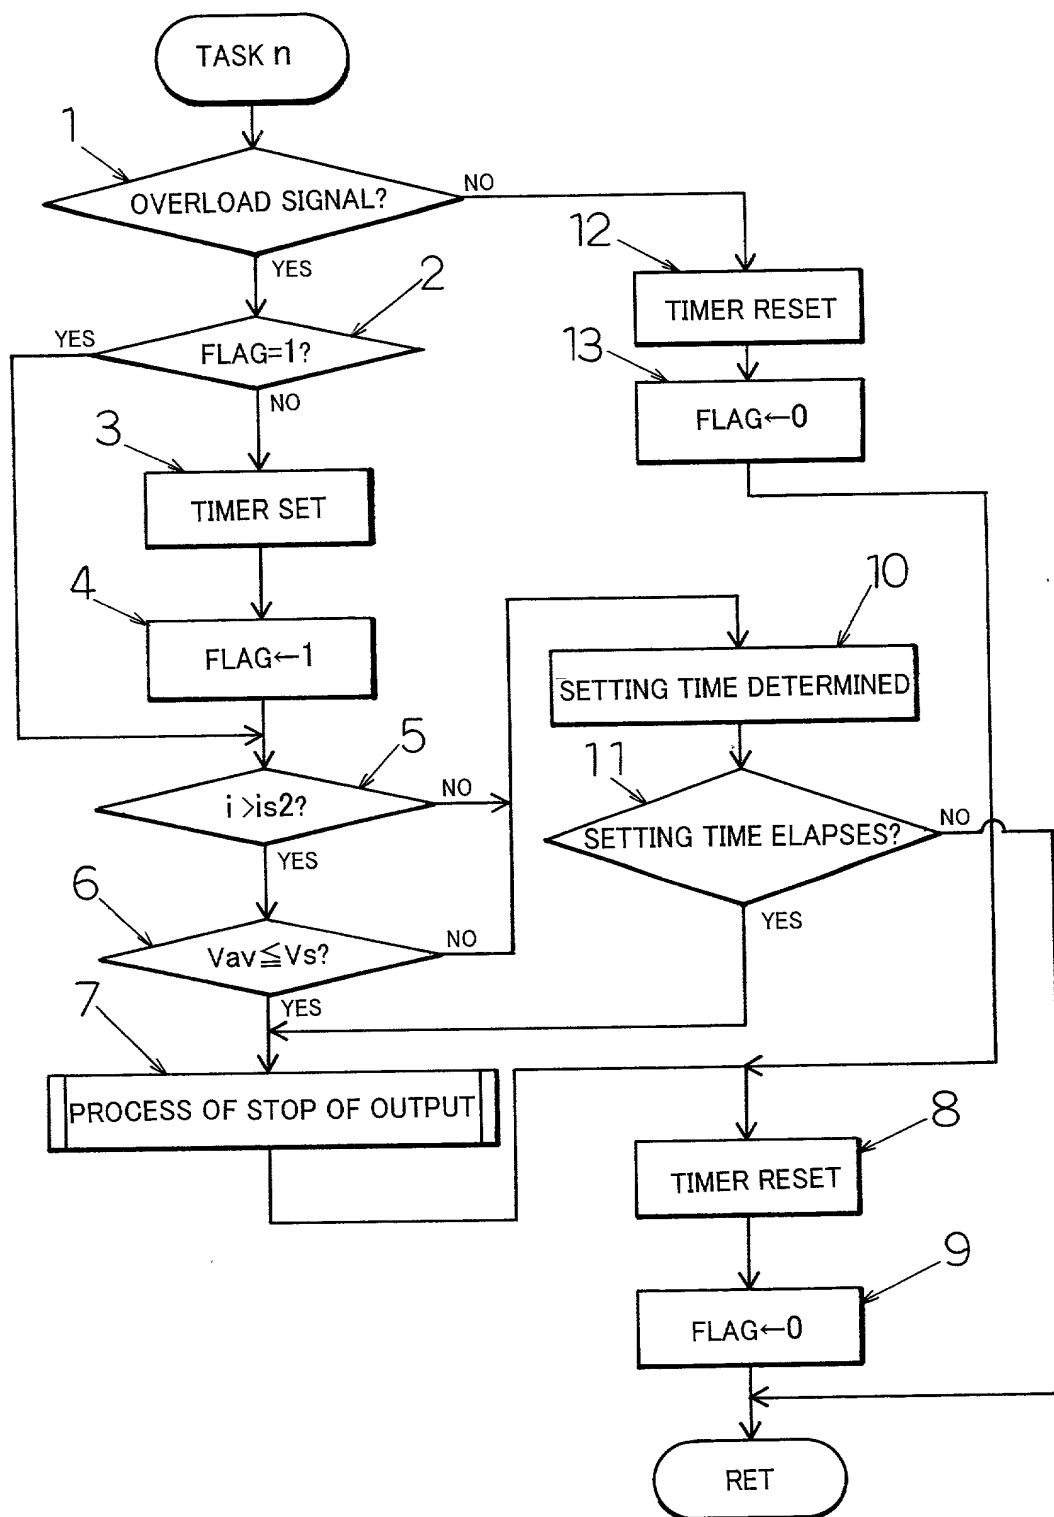 TASK n
1
OVERLOAD SIGNAL?
NO
YES
12
TIMER RESET
2
YES
FLAG=1?
NO
13
FLAG←0
3
TIMER SET
4
FLAG←1
10
SETTING TIME DETERMINED
5
i >is2?
NO
YES
11
SETTING TIME ELAPSES?
NO
YES
6
Vav≦Vs?
NO
YES
7
PROCESS OF STOP OF OUTPUT
8
TIMER RESET
9
FLAG←0
RET